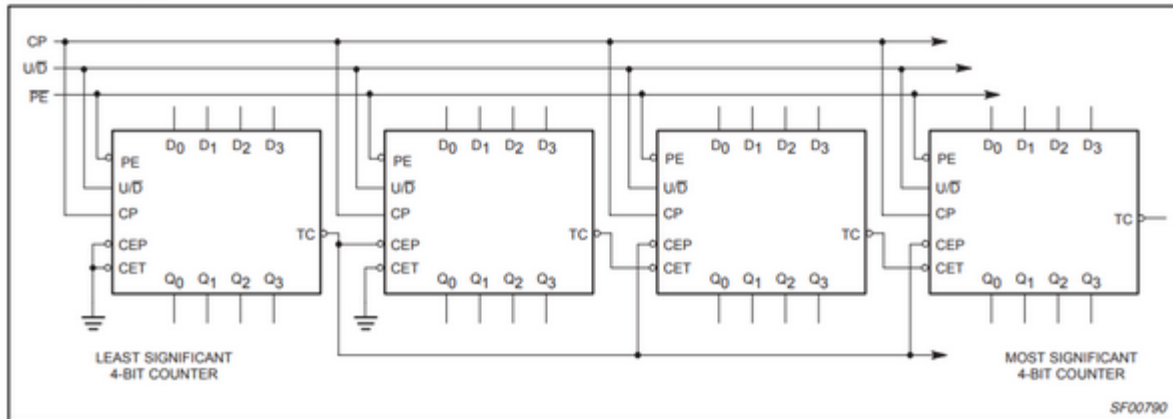 CP
U/D̅
P̅E̅
D0 D1 D2 D3
PE
U/D̅
CP
TC
CEP
CET
Q0 Q1 Q2 Q3
D0 D1 D2 D3
PE
U/D̅
CP
TC
CEP
CET
Q0 Q1 Q2 Q3
D0 D1 D2 D3
PE
U/D̅
CP
TC
CEP
CET
Q0 Q1 Q2 Q3
D0 D1 D2 D3
PE
U/D̅
CP
TC
CEP
CET
Q0 Q1 Q2 Q3
LEAST SIGNIFICANT
4-BIT COUNTER
MOST SIGNIFICANT
4-BIT COUNTER
SF00790